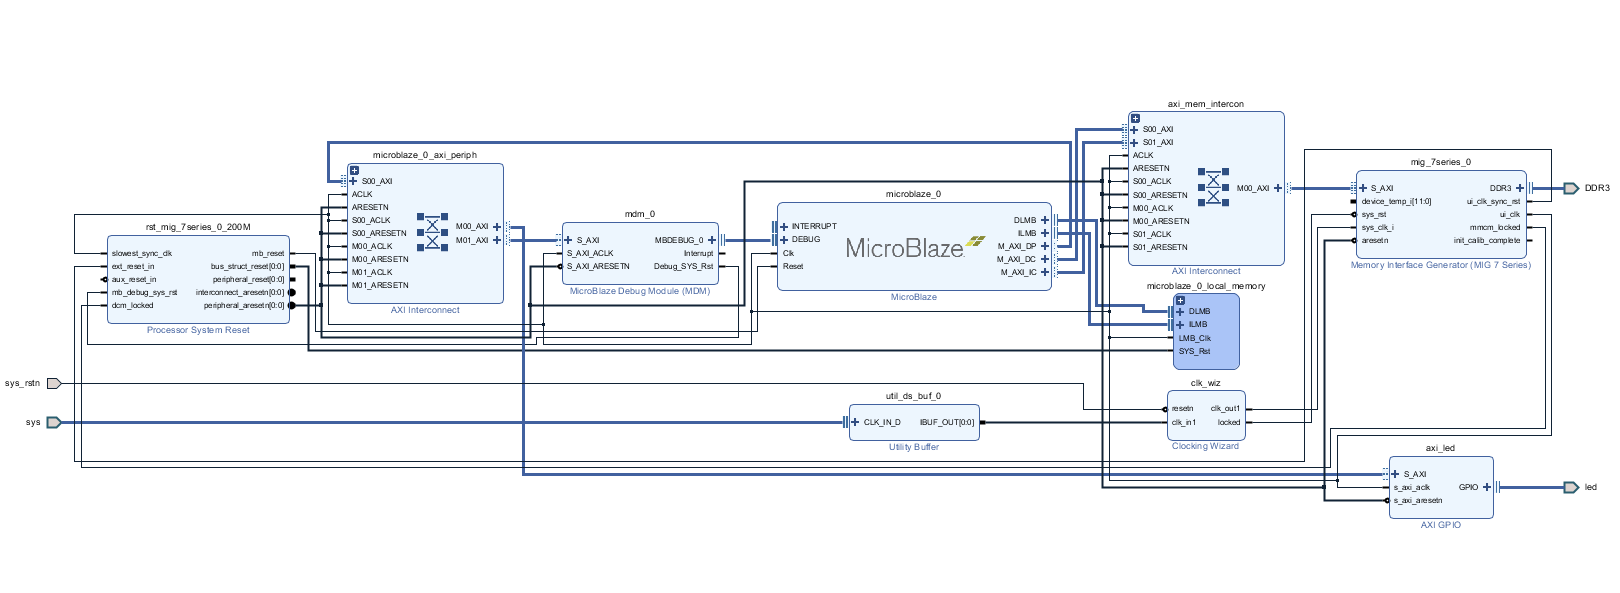 axi_mem_intercon
S00_AXI
S01_AXI
ACLK
ARESETN
S00_ACLK
S00_ARESETN
M00_ACLK
M00_ARESETN
S01_ACLK
S01_ARESETN
M00_AXI
AXI Interconnect
mig_7series_0
S_AXI
device_temp_i[11:0]
sys_rst
sys_clk_i
aresetn
DDR3
ui_clk_sync_rst
ui_clk
mmcm_locked
init_calib_complete
Memory Interface Generator (MIG 7 Series)
DDR3
microblaze_0_axi_periph
S00_AXI
ACLK
ARESETN
S00_ACLK
S00_ARESETN
M00_ACLK
M00_ARESETN
M01_ACLK
M01_ARESETN
M00_AXI
M01_AXI
AXI Interconnect
microblaze_0
INTERRUPT
DEBUG
Clk
Reset
MicroBlaze
DLMB
ILMB
M_AXI_DP
M_AXI_DC
M_AXI_IC
MicroBlaze
mdm_0
S_AXI
S_AXI_ACLK
S_AXI_ARESETN
MBDEBUG_0
Interrupt
Debug_SYS_Rst
MicroBlaze Debug Module (MDM)
rst_mig_7series_0_200M
slowest_sync_clk
ext_reset_in
aux_reset_in
mb_debug_sys_rst
dcm_locked
mb_reset
bus_struct_reset[0:0]
peripheral_reset[0:0]
interconnect_aresetn[0:0]
peripheral_aresetn[0:0]
Processor System Reset
microblaze_0_local_memory
DLMB
ILMB
LMB_Clk
SYS_Rst
sys_rstn
sys
util_ds_buf_0
CLK_IN_D
IBUF_OUT[0:0]
Utility Buffer
clk_wiz
resetn
clk_in1
clk_out1
locked
Clocking Wizard
axi_led
S_AXI
s_axi_aclk
s_axi_aresetn
GPIO
AXI GPIO
led